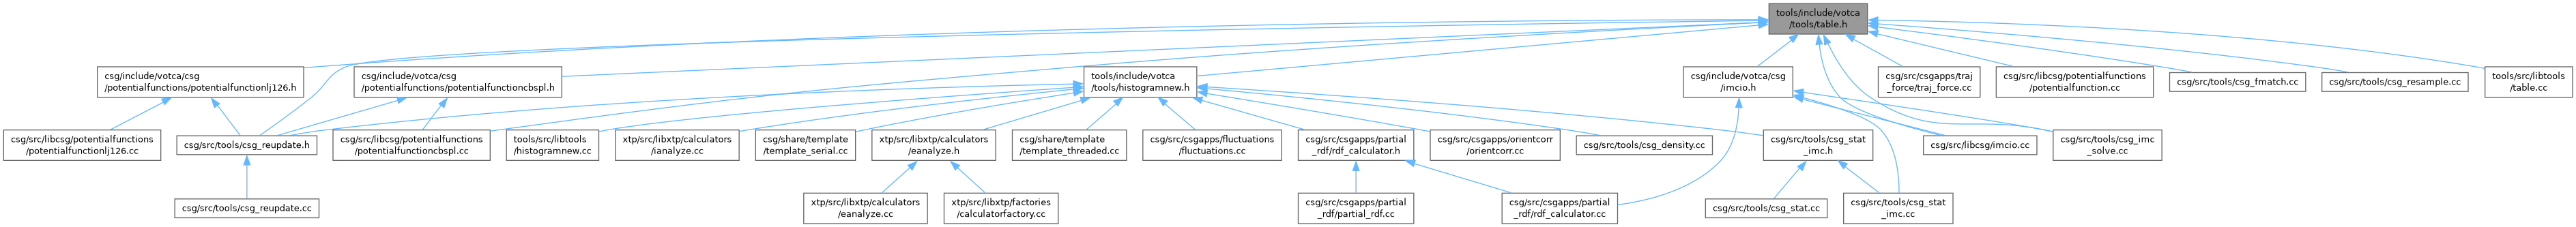 tools/include/votca
/tools/table.h
csg/include/votca/csg
/potentialfunctions/potentialfunctionlj126.h
csg/include/votca/csg
/potentialfunctions/potentialfunctioncbspl.h
tools/include/votca
/tools/histogramnew.h
csg/include/votca/csg
/imcio.h
csg/src/csgapps/traj
_force/traj_force.cc
csg/src/libcsg/potentialfunctions
/potentialfunction.cc
csg/src/tools/csg_fmatch.cc
csg/src/tools/csg_resample.cc
tools/src/libtools
/table.cc
csg/src/libcsg/potentialfunctions
/potentialfunctionlj126.cc
csg/src/tools/csg_reupdate.h
csg/src/libcsg/potentialfunctions
/potentialfunctioncbspl.cc
tools/src/libtools
/histogramnew.cc
xtp/src/libxtp/calculators
/ianalyze.cc
csg/share/template
/template_serial.cc
xtp/src/libxtp/calculators
/eanalyze.h
csg/share/template
/template_threaded.cc
csg/src/csgapps/fluctuations
/fluctuations.cc
csg/src/csgapps/partial
_rdf/rdf_calculator.h
csg/src/csgapps/orientcorr
/orientcorr.cc
csg/src/tools/csg_density.cc
csg/src/tools/csg_stat
_imc.h
csg/src/libcsg/imcio.cc
csg/src/tools/csg_imc
_solve.cc
csg/src/tools/csg_reupdate.cc
xtp/src/libxtp/calculators
/eanalyze.cc
xtp/src/libxtp/factories
/calculatorfactory.cc
csg/src/csgapps/partial
_rdf/partial_rdf.cc
csg/src/csgapps/partial
_rdf/rdf_calculator.cc
csg/src/tools/csg_stat.cc
csg/src/tools/csg_stat
_imc.cc